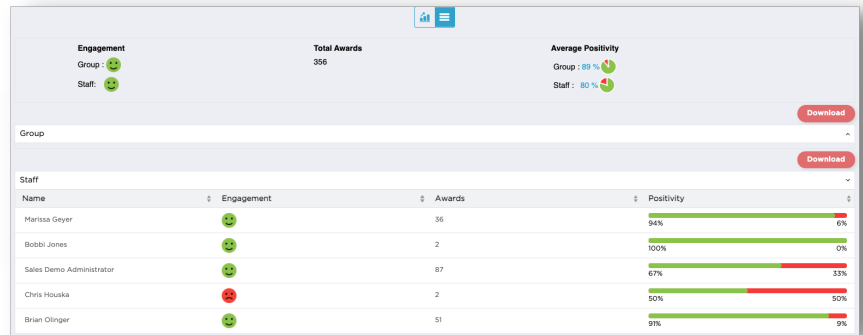 Engagement Total Awards Average Positivity
Group : 356 Group : 89 %
Staff: Staff : 80 %
Download
Group
Download
Staff
Name Engagement Awards Positivity
Marissa Geyer 36 94% 6%
Bobbi Jones 2 100% 0%
Sales Demo Administrator 87 67% 33%
Chris Houska 2 50% 50%
Brian Olinger 51 91% 9%